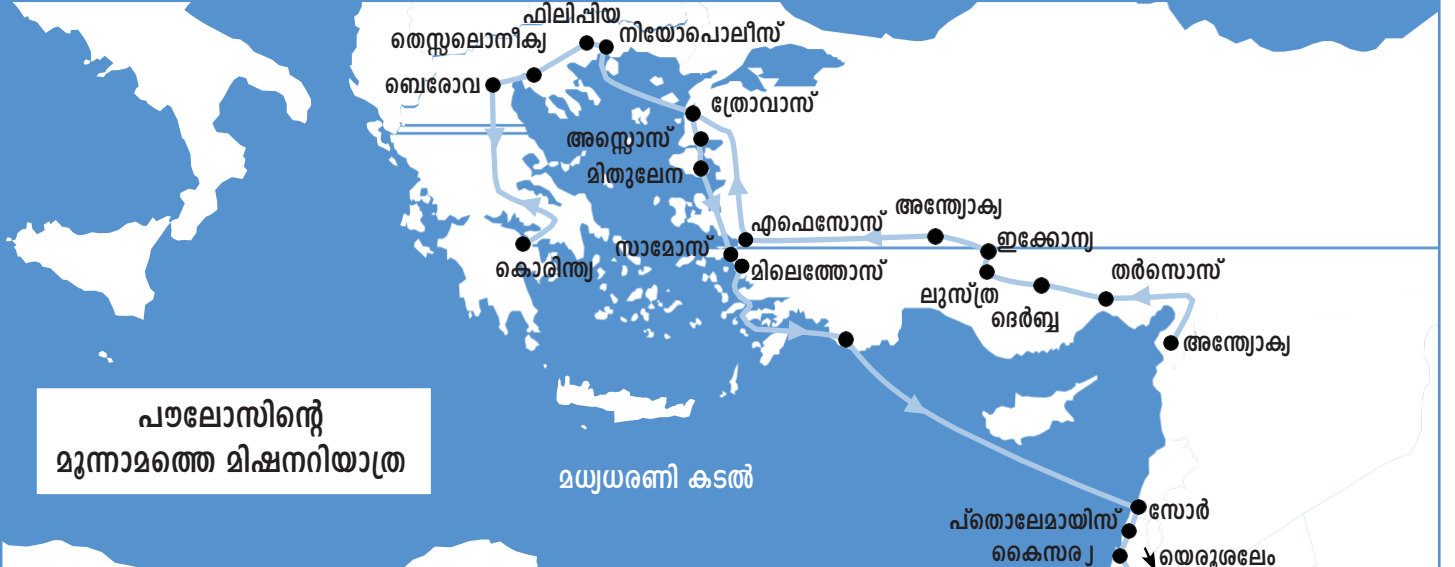 ഫിലിപ്പിയ
നിയോപൊലീസ്
തെസ്സലൊനീക്യ
ബെരോവ
ത്രോവാസ്
അസ്സൊസ്
മിതുലേന
അന്ത്യോക്യ
എഫെസോസ്
ഇക്കോന്യ
സാമോസ്
കൊരിന്ത്യ
മിലെത്തോസ്
തർസൊസ്
ലുസ്ത്ര
ദെർബ്ബ
അന്ത്യോക്യ
പൗലോസിന്റെ
മൂന്നാമത്തെ മിഷനറിയാത്ര
മധ്യധരണി കടൽ
സോർ
പ്തൊലേമായിസ്
കൈസര്യ
യെരൂശലേം